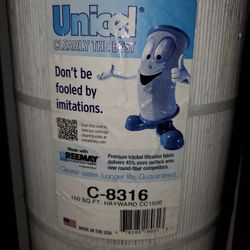 Unicel
CLEARLY THE BEST
Don't be
fooled by
imitations.
Made with
REEMAY
Premium trilobal filtration fabric
delivers 45% more surface area
over round-fiber competitors.
Clearer water. Longer life. Guaranteed.
C-8316
150 SQ.FT. HAYWARD CC1500
MADE IN THE USA